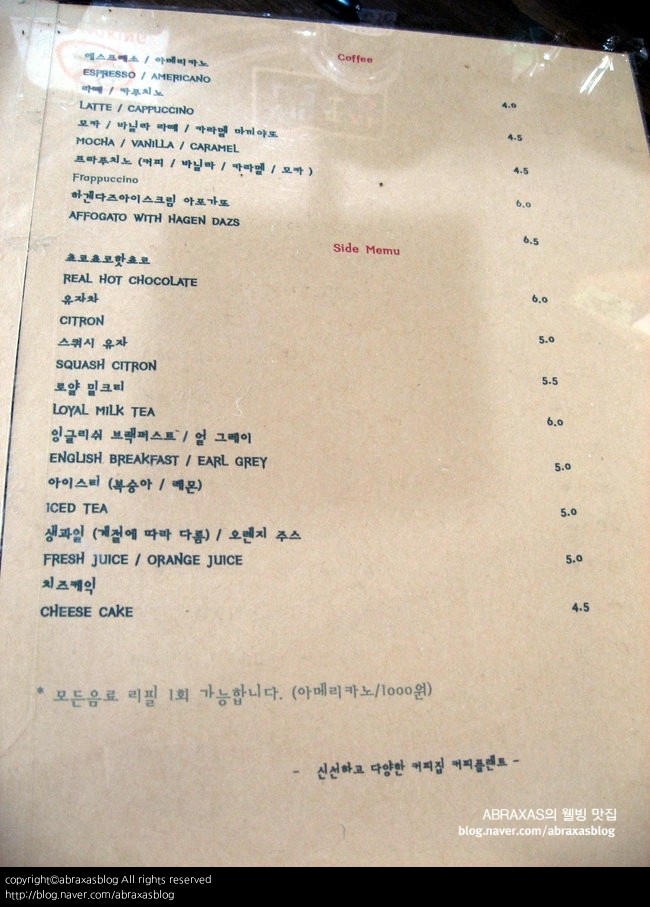 Coffee
에스프레소 / 아메리카노
ESPRESSO / AMERICANO
라떼 / 카푸치노 4.0
LATTE / CAPPUCCINO
모카 / 바닐라 라떼 / 카라멜 마끼아또 4.5
MOCHA / VANILLA / CARAMEL
프라푸치노 (커피 / 바닐라 / 카라멜 / 모카 ) 4.5
Frappuccino
하겐다즈아이스크림 아포가또 6.0
AFFOGATO WITH HAGEN DAZS
6.5
Side Memu
쵸코쵸코핫쵸코
REAL HOT CHOCOLATE
유자차 6.0
CITRON
스쿼시 유자 5.0
SQUASH CITRON
로얄 밀크티 5.5
LOYAL MILK TEA
잉글리쉬 브랙퍼스트 / 얼 그레이 6.0
ENGLISH BREAKFAST / EARL GREY
아이스티 (복숭아 / 레몬) 5.0
ICED TEA 5.0
생과일 (계절에 따라 다름) / 오렌지 주스
FRESH JUICE / ORANGE JUICE 5.0
치즈케익
CHEESE CAKE 4.5
* 모든음료 리필 1회 가능합니다. (아메리카노/1000원)
- 신선하고 다양한 커피집 커피플랜트 -
ABRAXAS의 웰빙 맛집
blog.naver.com/abraxasblog
copyright©abraxasblog All rights reserved
http://blog.naver.com/abraxasblog